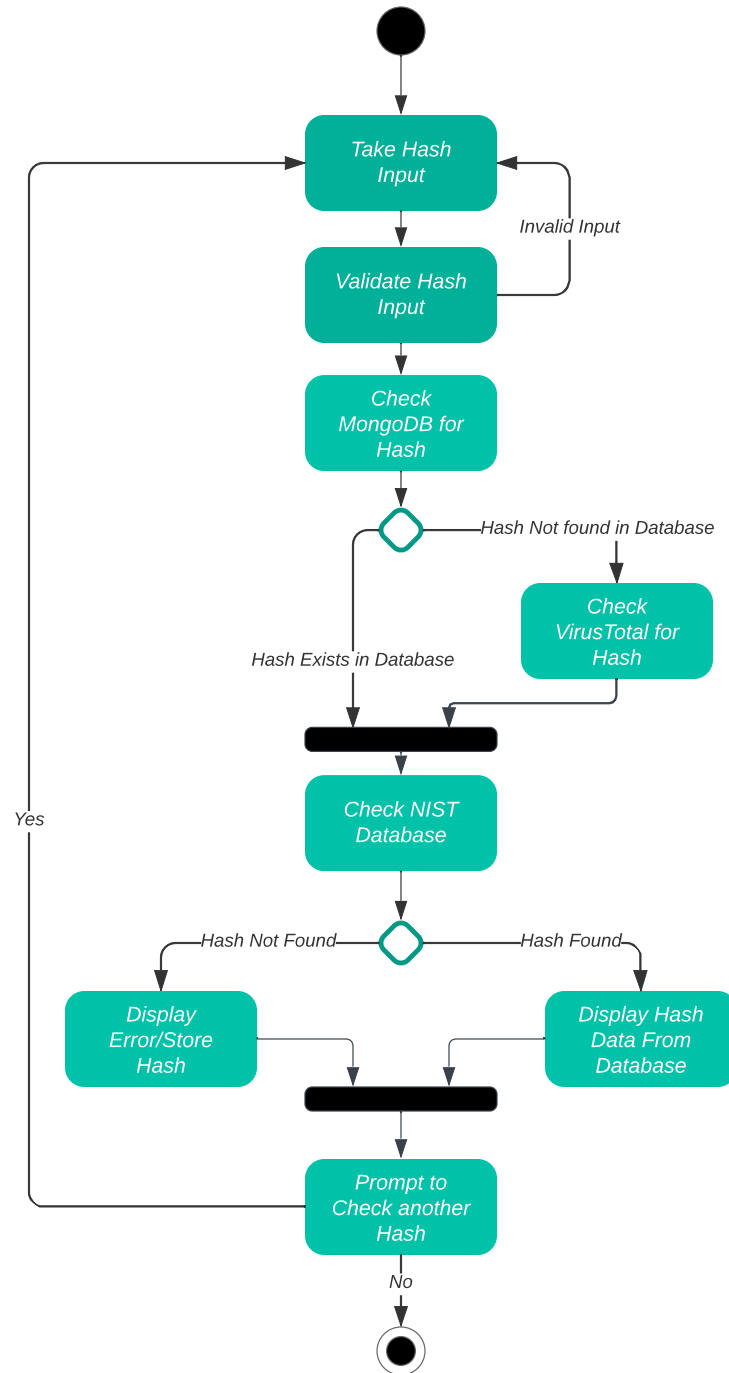 Take Hash
Input
Invalid Input
Validate Hash
Input
Check
MongoDB for
Hash
Hash Not found in Database
Check
VirusTotal for
Hash
Hash Exists in Database
Check NIST
Database
Yes
Hash Not Found
Hash Found
Display
Error/Store
Hash
Display Hash
Data From
Database
Prompt to
Check another
Hash
No